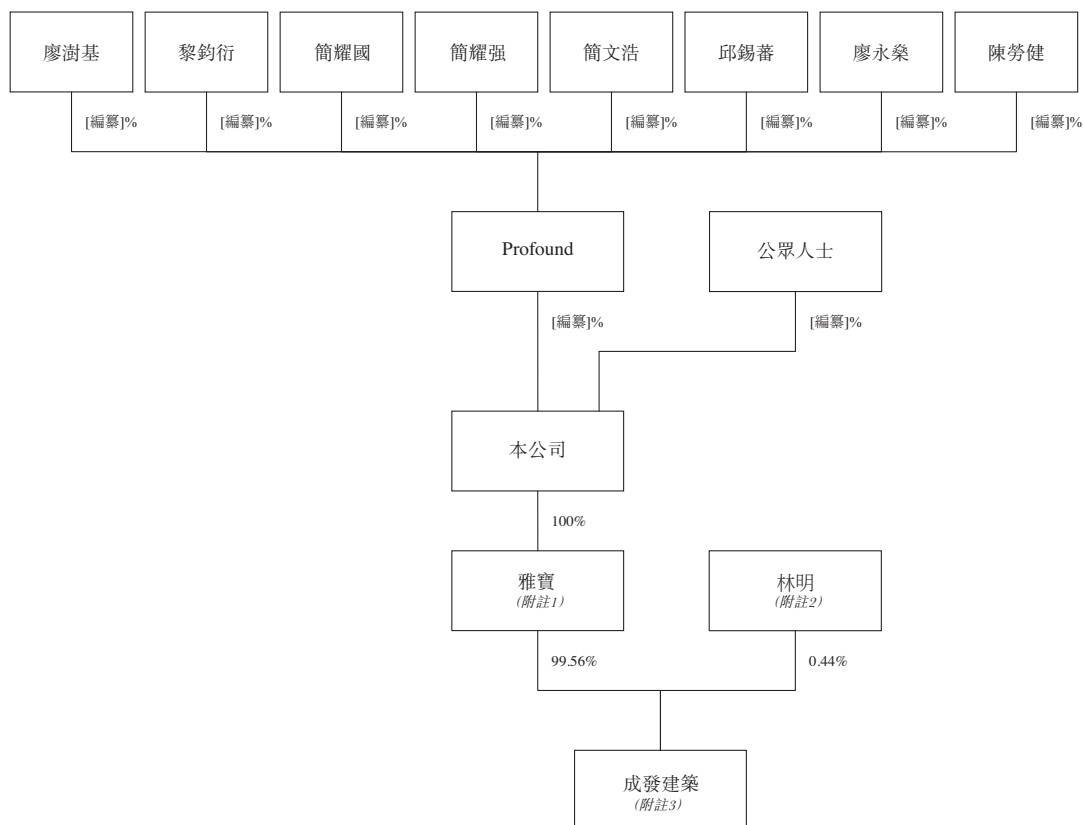 廖澍基
黎鈞衍
簡耀國
簡耀强
簡文浩
邱錫蕃
廖永燊
陳勞健
[編纂]%
[編纂]%
[編纂]%
[編纂]%
[編纂]%
[編纂]%
[編纂]%
[編纂]%
Profound
公眾人士
[編纂]%
[編纂]%
本公司
100%
雅寶
(附註1)
林明
(附註2)
99.56%
0.44%
成發建築
(附註3)